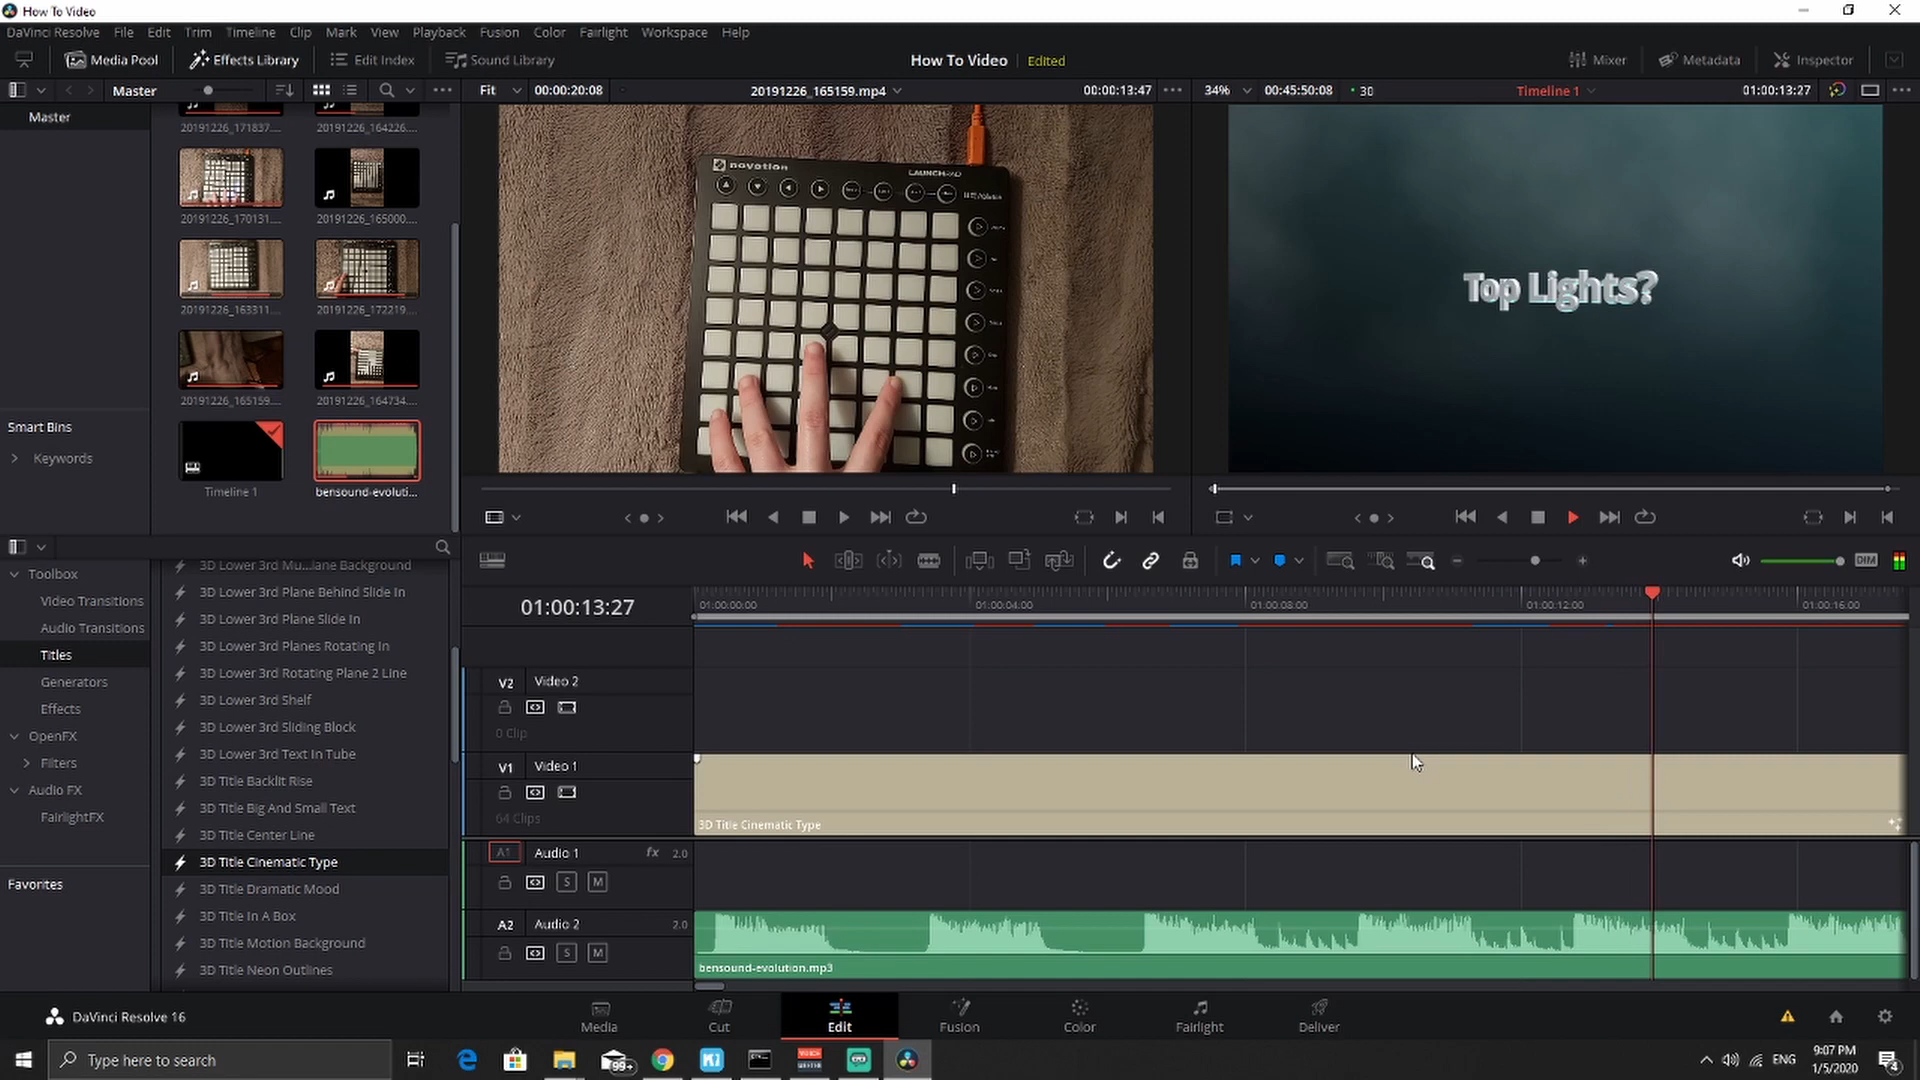 How To Video
DaVinci Resolve File Edit Trim Timeline Clip Mark View Playback Fusion Color Fairlight Workspace Help
Media Pool Effects Library Edit Index Sound Library How To Video Edited Mixer Metadata Inspector
Master Fit 00:00:20:08 20191226_165159.mp4 00:00:13:47 34% 00:45:50:08 30 Timeline 1 01:00:13:27
Master
20191226_171837.... 20191226_164226....
20191226_170131.... 20191226_165000....
20191226_163311.... 20191226_172219....
20191226_165159.... 20191226_164734....
Timeline 1 bensound-evoluti...
Smart Bins
Keywords
novation
LAUNCHPAD
Top Lights?
Toolbox
Video Transitions
Audio Transitions
Titles
Generators
Effects
OpenFX
Filters
Audio FX
FairlightFX
Favorites
3D Lower 3rd Mu...lane Background
3D Lower 3rd Plane Behind Slide In
3D Lower 3rd Plane Slide In
3D Lower 3rd Planes Rotating In
3D Lower 3rd Rotating Plane 2 Line
3D Lower 3rd Shelf
3D Lower 3rd Sliding Block
3D Lower 3rd Text In Tube
3D Title Backlit Rise
3D Title Big And Small Text
3D Title Center Line
3D Title Cinematic Type
3D Title Dramatic Mood
3D Title In A Box
3D Title Motion Background
3D Title Neon Outlines
DIM
01:00:13:27 01:00:00:00 01:00:04:00 01:00:08:00 01:00:12:00 01:00:16:00
V2 Video 2
0 Clip
V1 Video 1
64 Clips
3D Title Cinematic Type
A1 Audio 1 fx 2.0
S M
A2 Audio 2 2.0
S M
bensound-evolution.mp3
DaVinci Resolve 16
Media Cut Edit Fusion Color Fairlight Deliver
Type here to search
99+
ENG
9:07 PM
1/5/2020
4